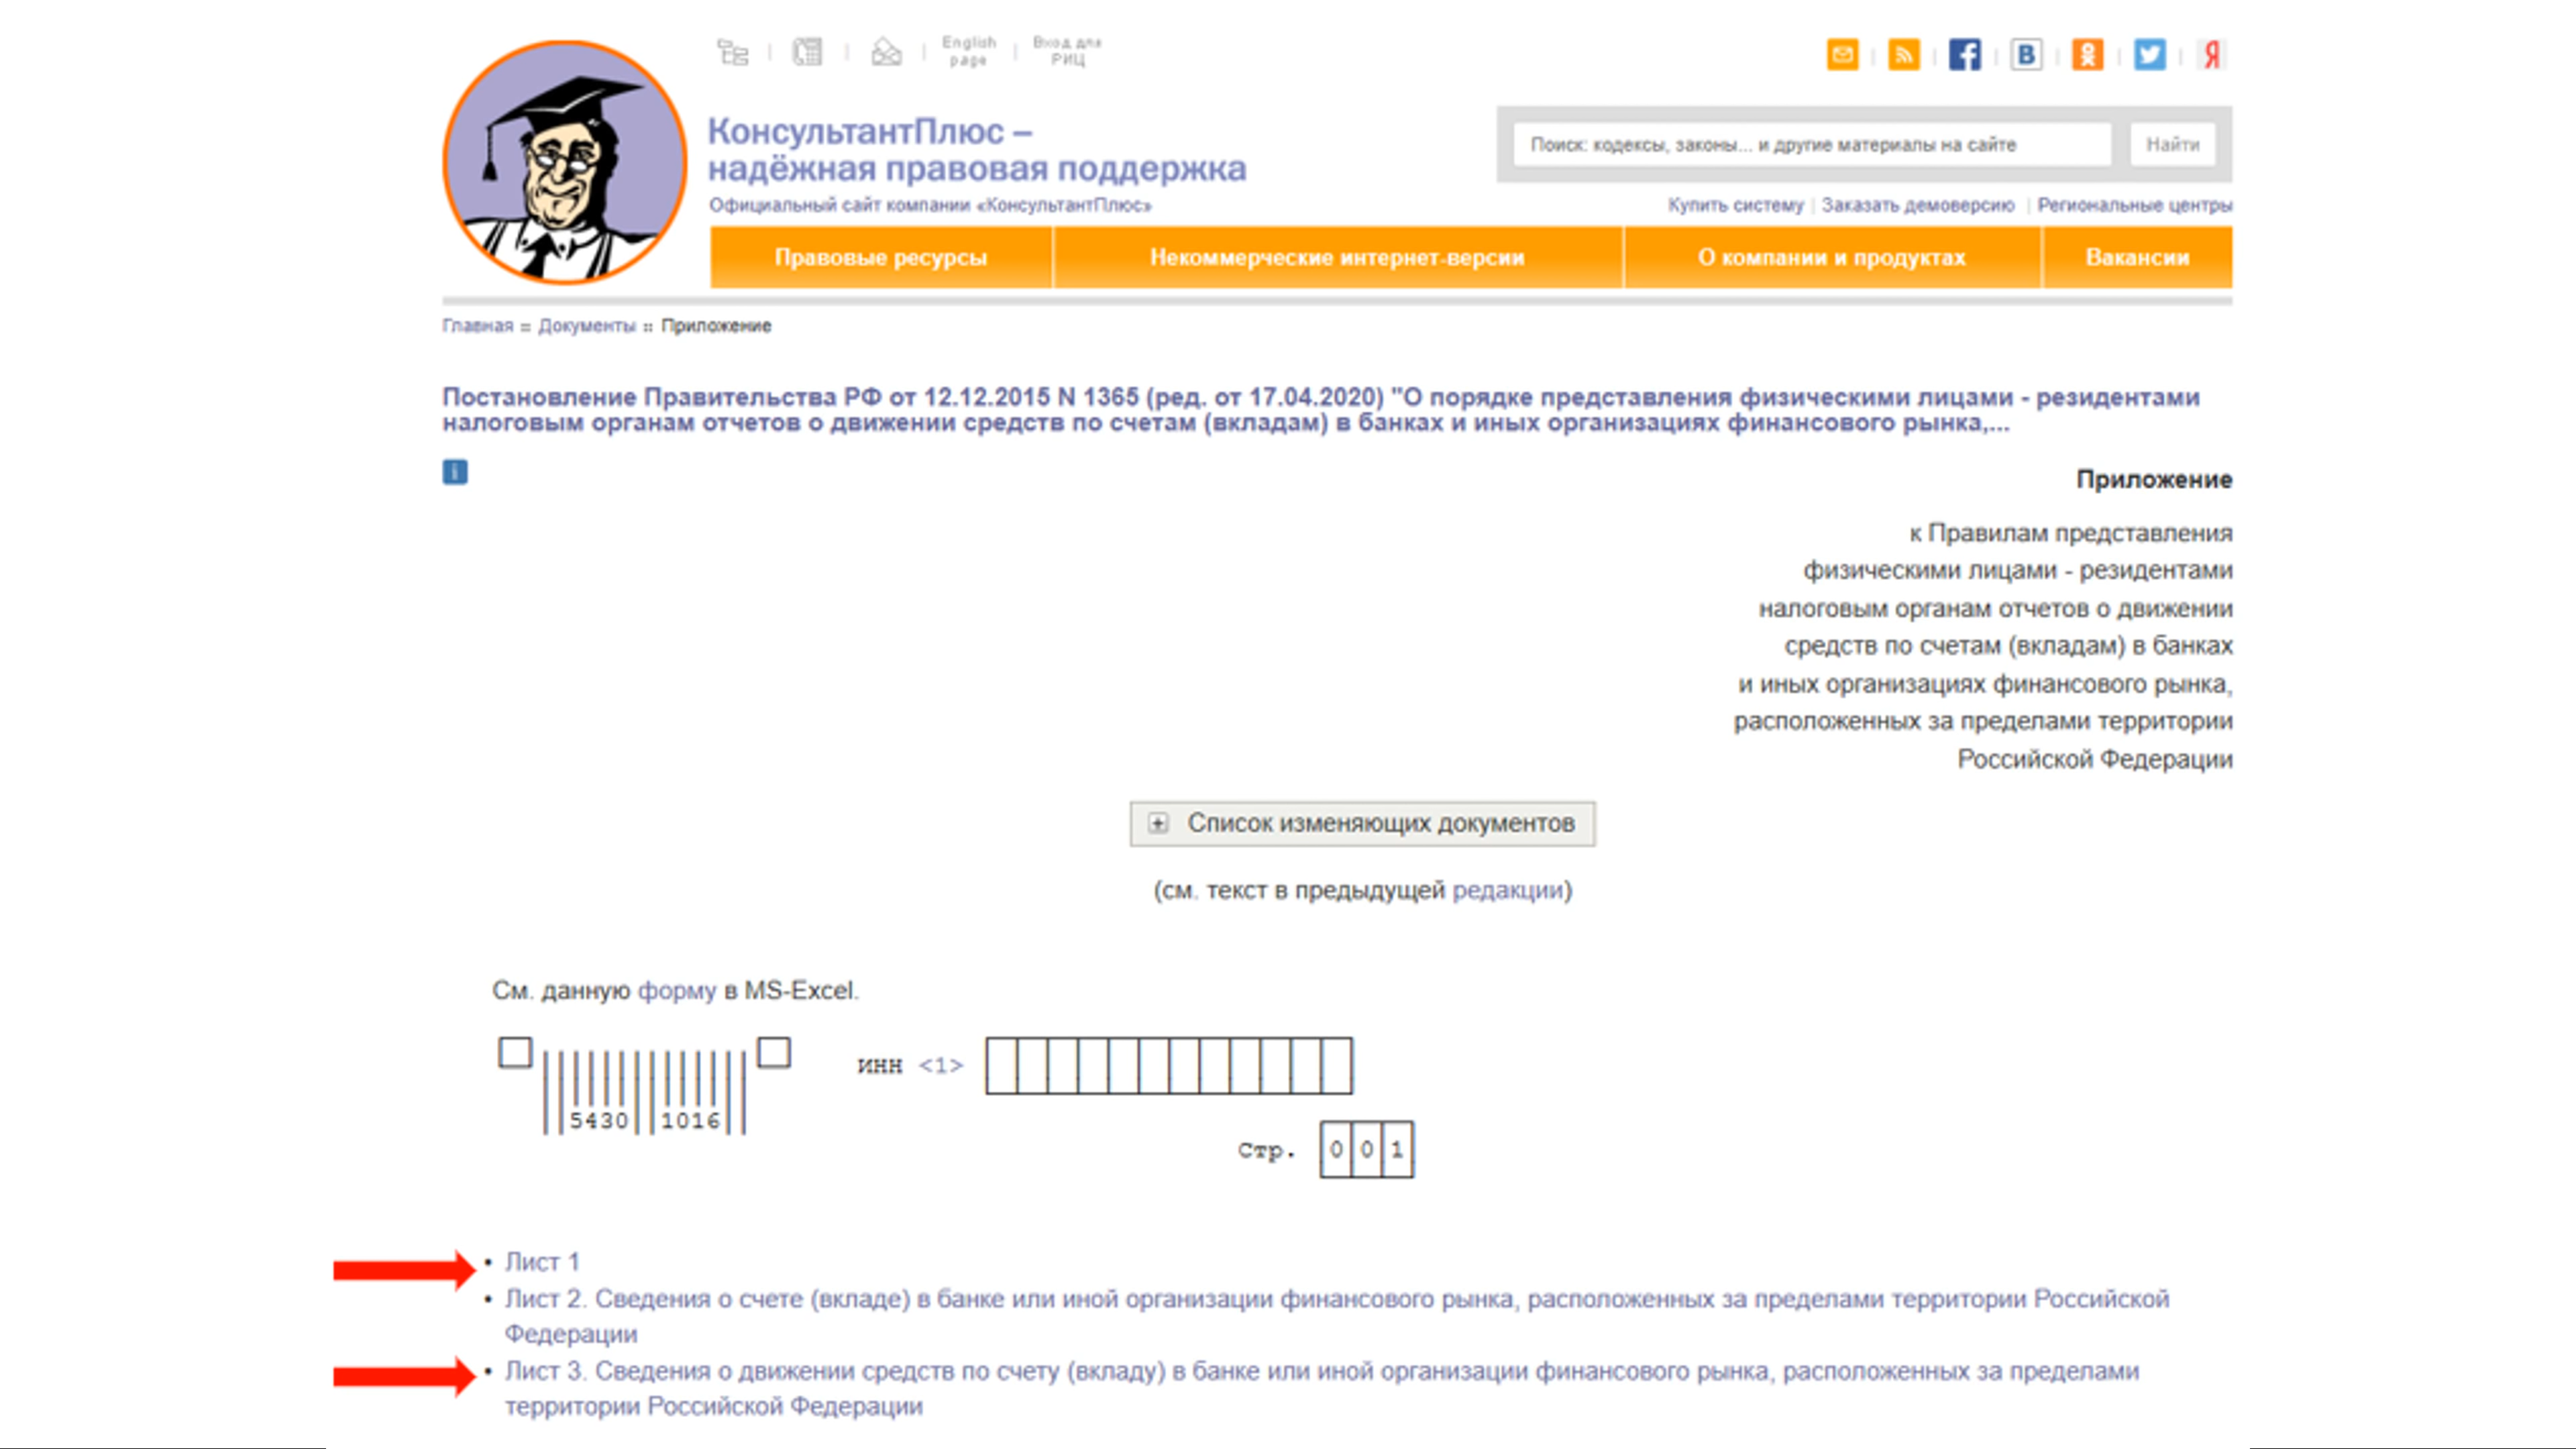 English page
Вход для РИЦ
КонсультантПлюс –
надёжная правовая поддержка
Официальный сайт компании «КонсультантПлюс»
Поиск: кодексы, законы... и другие материалы на сайте
Найти
Купить систему | Заказать демоверсию | Региональные центры
Правовые ресурсы
Некоммерческие интернет-версии
О компании и продуктах
Вакансии
Главная :: Документы :: Приложение
Постановление Правительства РФ от 12.12.2015 N 1365 (ред. от 17.04.2020) "О порядке представления физическими лицами - резидентами
налоговым органам отчетов о движении средств по счетам (вкладам) в банках и иных организациях финансового рынка,...
i
Приложение
к Правилам представления
физическими лицами - резидентами
налоговым органам отчетов о движении
средств по счетам (вкладам) в банках
и иных организациях финансового рынка,
расположенных за пределами территории
Российской Федерации
Список изменяющих документов
(см. текст в предыдущей редакции)
См. данную форму в MS-Excel.
ИНН <1>
5430 1016
Стр. 0 0 1
• Лист 1
• Лист 2. Сведения о счете (вкладе) в банке или иной организации финансового рынка, расположенных за пределами территории Российской
Федерации
• Лист 3. Сведения о движении средств по счету (вкладу) в банке или иной организации финансового рынка, расположенных за пределами
территории Российской Федерации